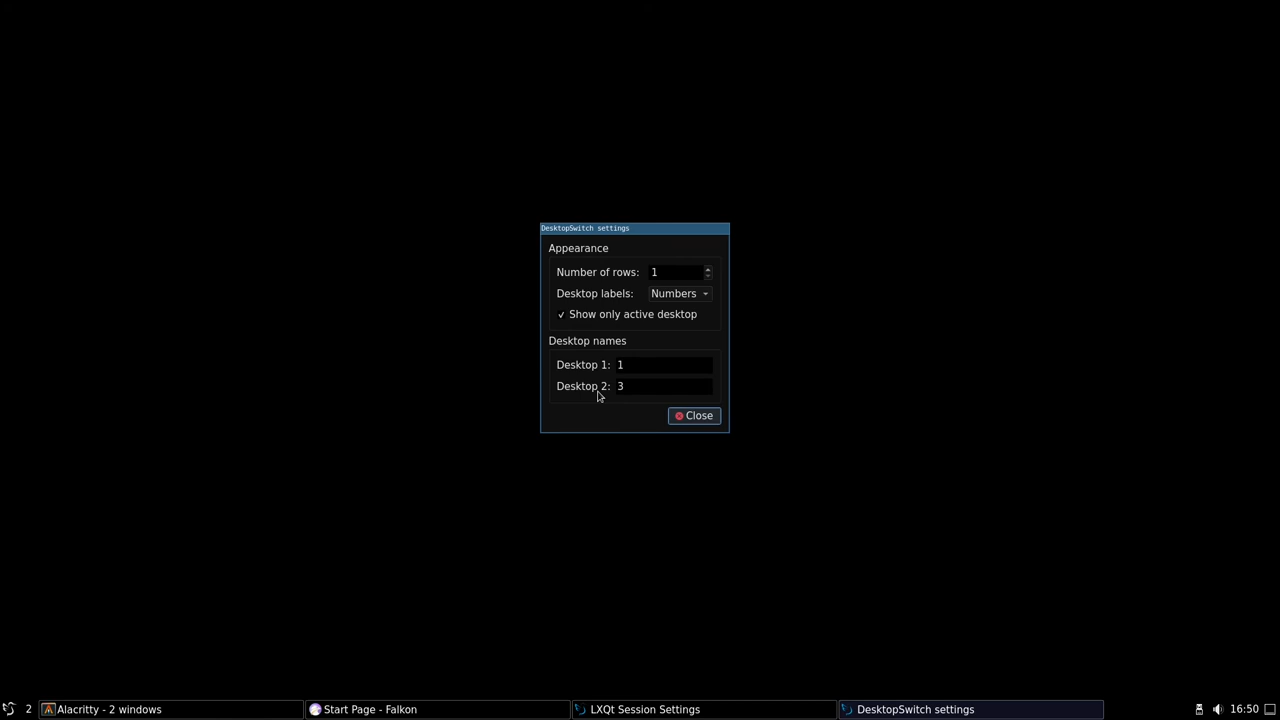 DesktopSwitch settings
Appearance
Number of rows: 1
Desktop labels: Numbers
Show only active desktop
Desktop names
Desktop 1: 1
Desktop 2: 3
Close
2 Alacritty - 2 windows Start Page - Falkon LXQt Session Settings DesktopSwitch settings 16:50